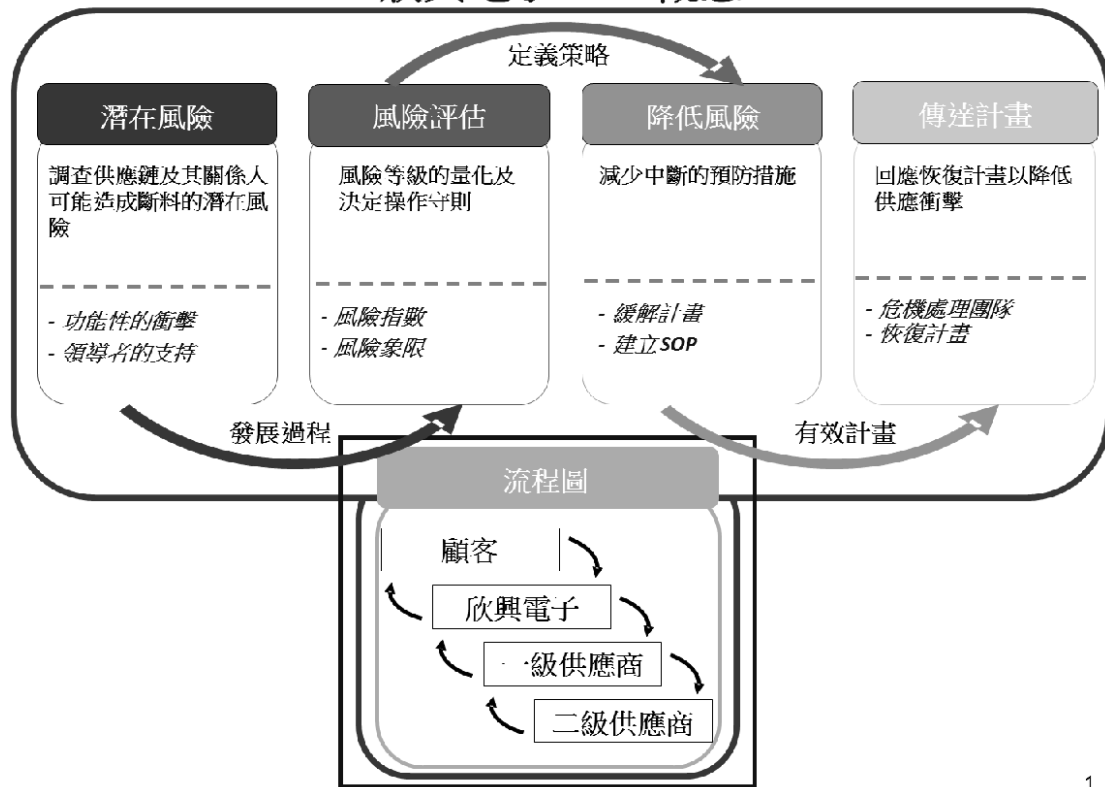 定義策略
潛在風險
調查供應鏈及其關係人
可能造成斷料的潛在風
險
- 功能性的衝擊
- 領導者的支持
風險評估
風險等級的量化及
決定操作守則
- 風險指數
- 風險象限
降低風險
減少中斷的預防措施
- 緩解計畫
- 建立SOP
傳達計畫
回應恢復計畫以降低
供應衝擊
- 危機處理團隊
- 恢復計畫
發展過程
有效計畫
流程圖
顧客
欣興電子
一級供應商
二級供應商
1